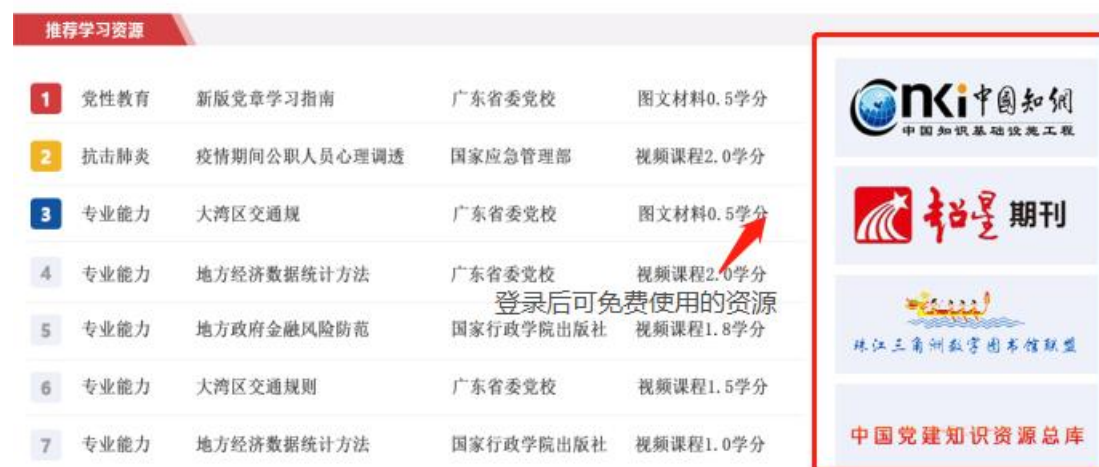 推荐学习资源
1 党性教育 新版党章学习指南 广东省委党校 图文材料0.5学分
2 抗击肺炎 疫情期间公职人员心理调透 国家应急管理部 视频课程2.0学分
3 专业能力 大湾区交通规 广东省委党校 图文材料0.5学分
4 专业能力 地方经济数据统计方法 广东省委党校 视频课程2.0学分
登录后可免费使用的资源
5 专业能力 地方政府金融风险防范 国家行政学院出版社 视频课程1.8学分
6 专业能力 大湾区交通规则 广东省委党校 视频课程1.5学分
7 专业能力 地方经济数据统计方法 国家行政学院出版社 视频课程1.0学分
cnki中国知网
中国知识基础设施工程
超星期刊
珠江三角洲数字图书馆联盟
中国党建知识资源总库